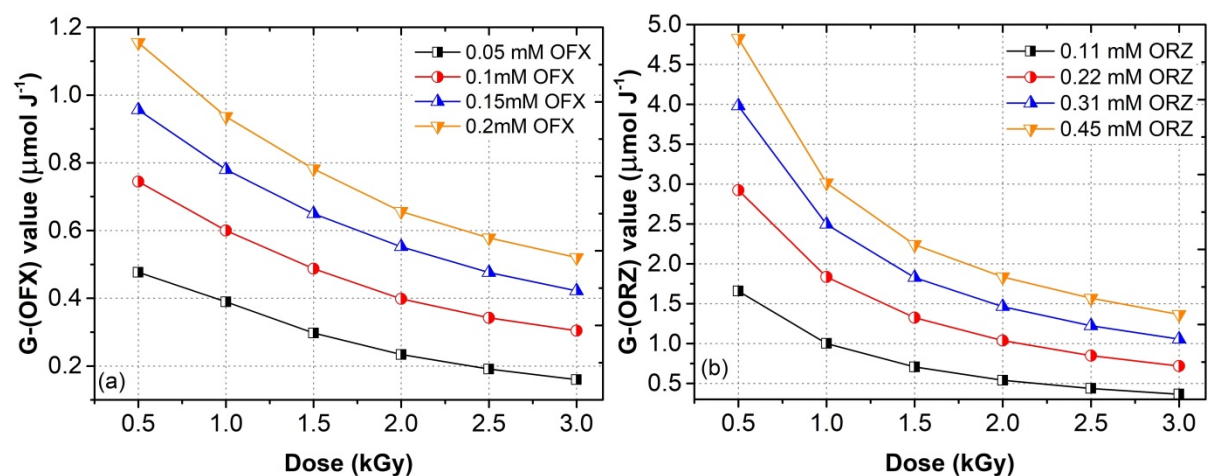 1.2
1.0
0.8
0.6
0.4
0.2
G-(OFX) value (μmol J⁻¹)
0.05 mM OFX
0.1mM OFX
0.15mM OFX
0.2mM OFX
(a)
0.5 1.0 1.5 2.0 2.5 3.0
Dose (kGy)
5.0
4.5
4.0
3.5
3.0
2.5
2.0
1.5
1.0
0.5
G-(ORZ) value (μmol J⁻¹)
0.11 mM ORZ
0.22 mM ORZ
0.31 mM ORZ
0.45 mM ORZ
(b)
0.5 1.0 1.5 2.0 2.5 3.0
Dose (kGy)